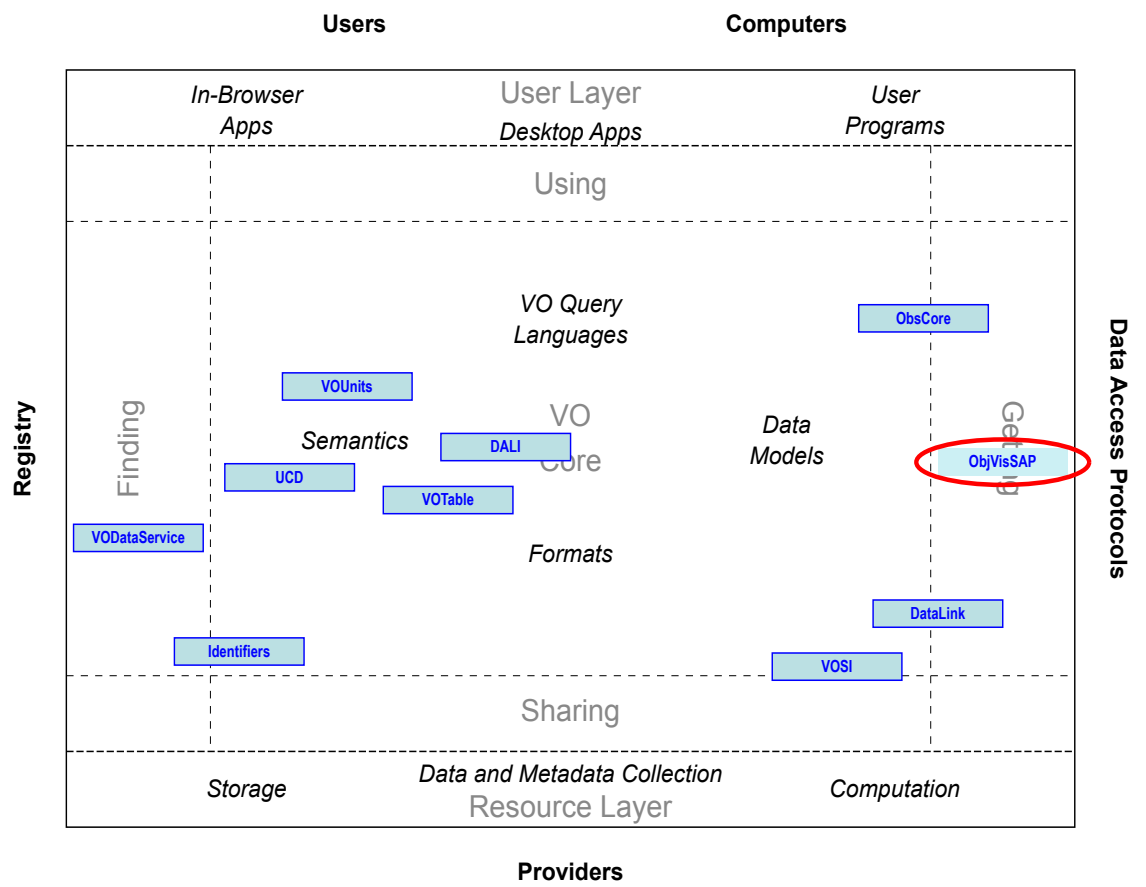 Users
Computers
In-Browser
Apps
User Layer
Desktop Apps
User
Programs
Using
VO Query
Languages
ObsCore
VOUnits
Registry
Finding
Semantics
DALI
VO
Core
Data
Models
Getting
ObjVisSAP
Data Access Protocols
UCD
VOTable
VODataService
Formats
DataLink
Identifiers
VOSI
Sharing
Storage
Data and Metadata Collection
Resource Layer
Computation
Providers